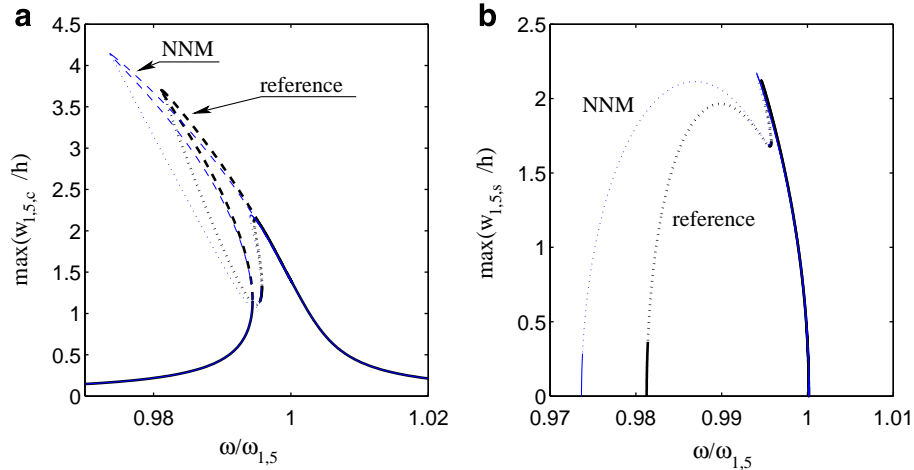 a
4.5
4
3.5
3
2.5
2
1.5
1
0.5
0
0.98
1
1.02
max(w1,5,c /h)
ω/ω1,5
NNM
reference
b
2.5
2
1.5
1
0.5
0
0.97
0.98
0.99
1
1.01
max(w1,5,s /h)
ω/ω1,5
NNM
reference